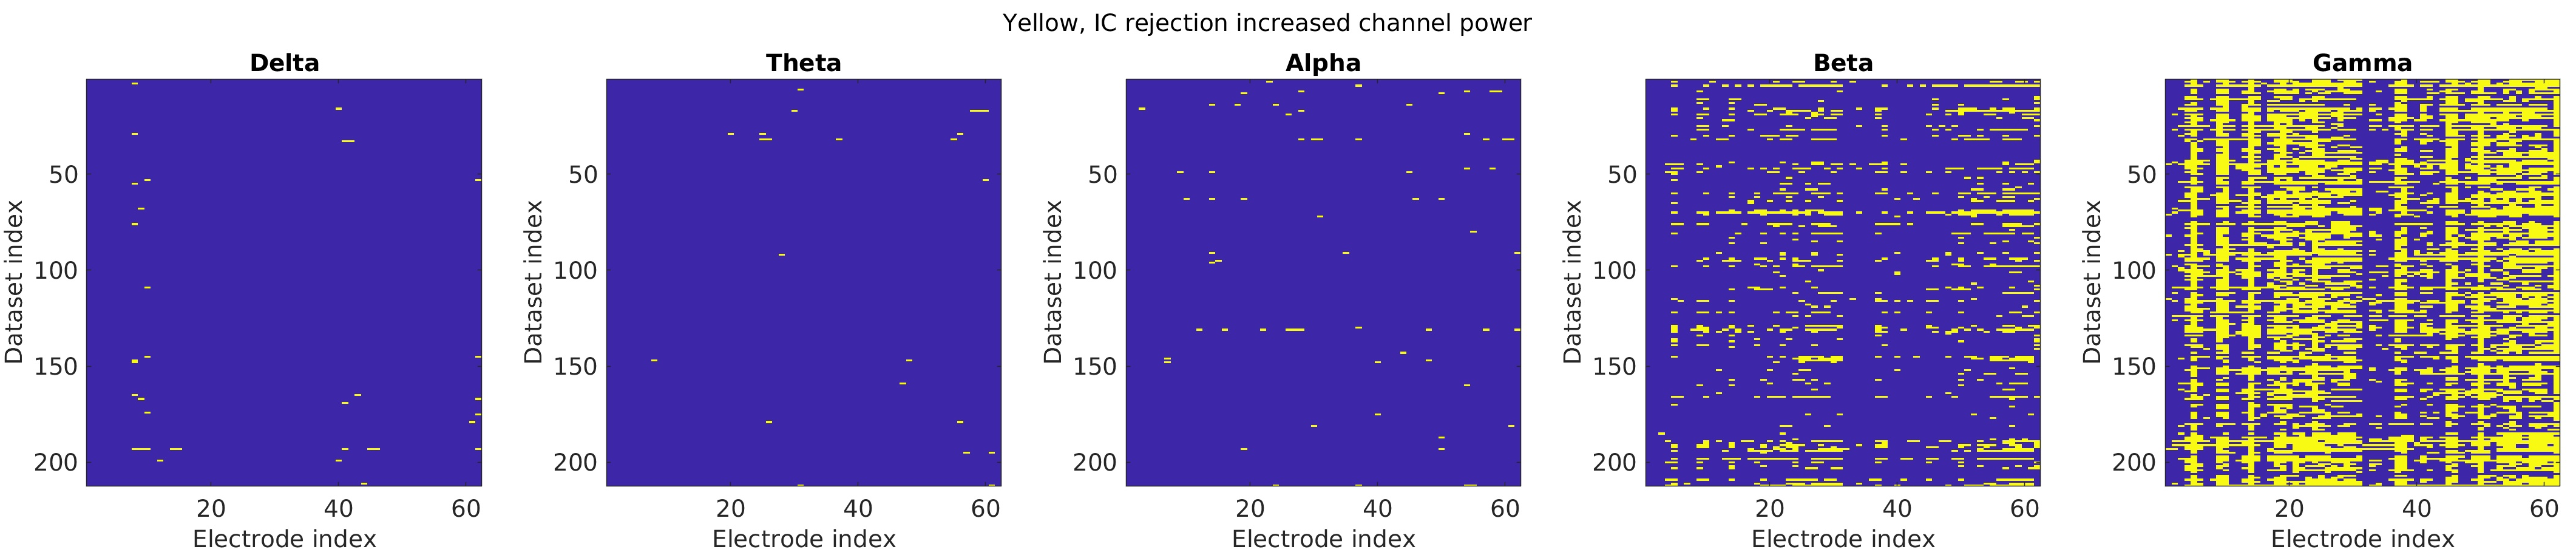 Yellow, IC rejection increased channel power
Delta
Theta
Alpha
Beta
Gamma
Dataset index
50
100
150
200
20
40
60
Electrode index
Dataset index
50
100
150
200
20
40
60
Electrode index
Dataset index
50
100
150
200
20
40
60
Electrode index
Dataset index
50
100
150
200
20
40
60
Electrode index
Dataset index
50
100
150
200
20
40
60
Electrode index